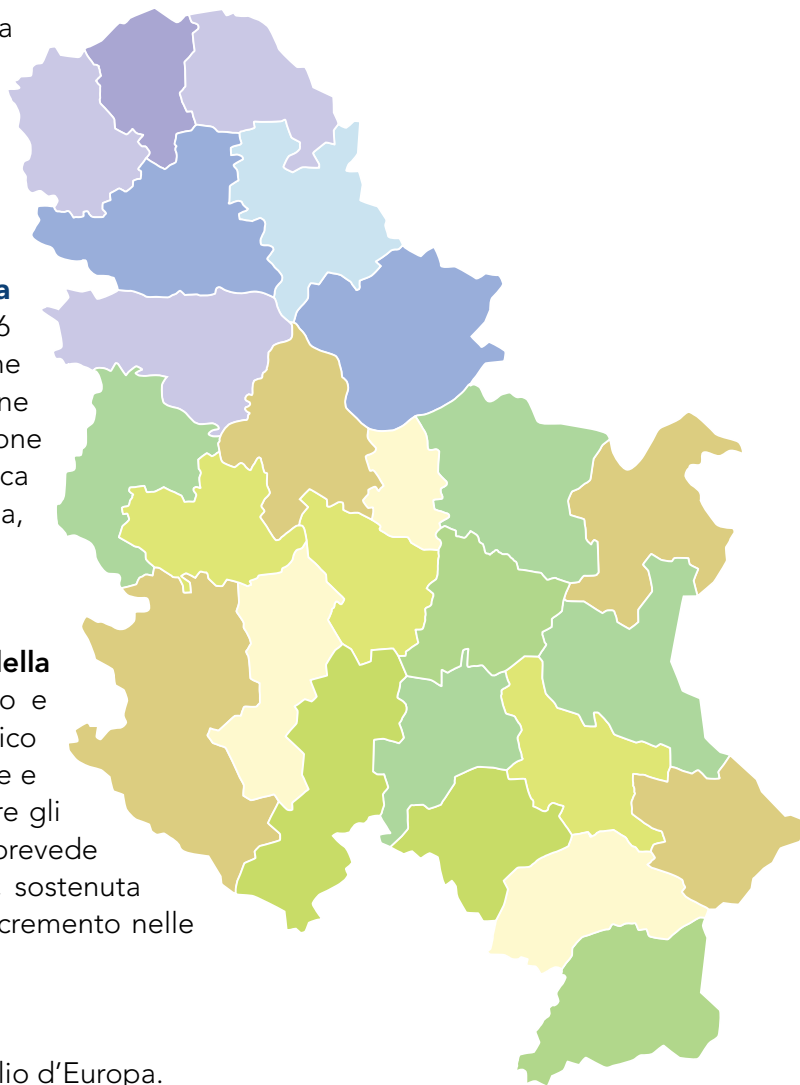 a
a
6
ne
ne
one
ca
a,
della
o e
ico
e e
re gli
prevede
sostenuta
cremento nelle
lio d'Europa.